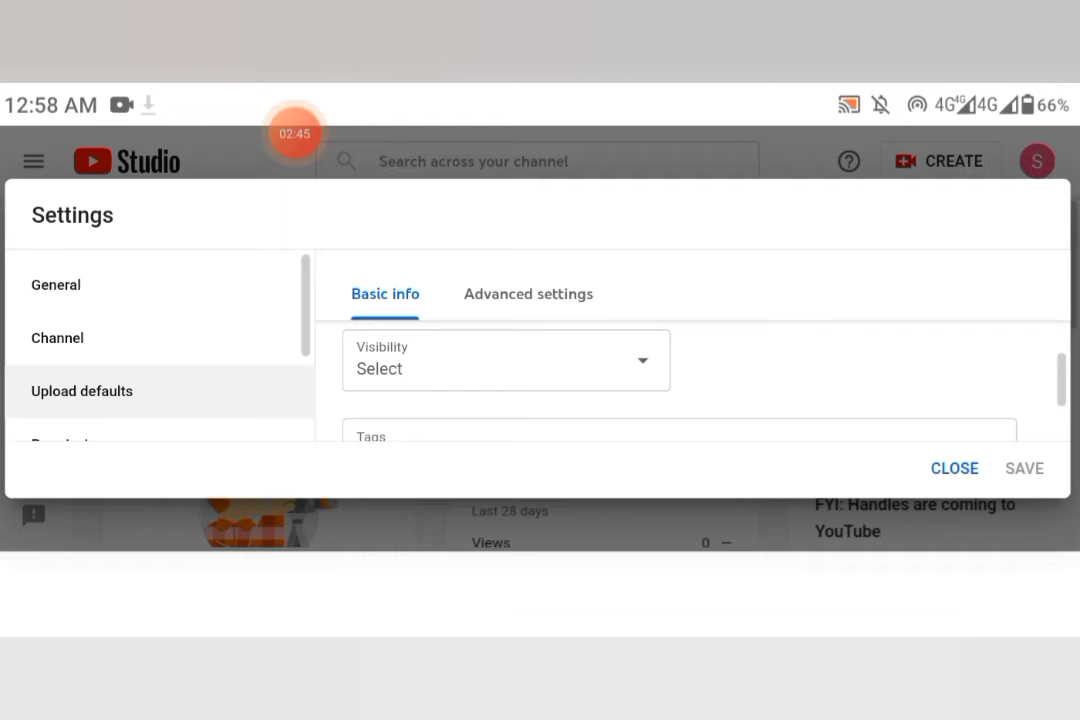 12:58 AM
4G 4G 4G 66%
02:45
Studio
Search across your channel
CREATE
S
Settings
General
Channel
Upload defaults
Basic info
Advanced settings
Visibility
Select
Tags
CLOSE
SAVE
Last 28 days
Views 0 —
FYI: Handles are coming to
YouTube